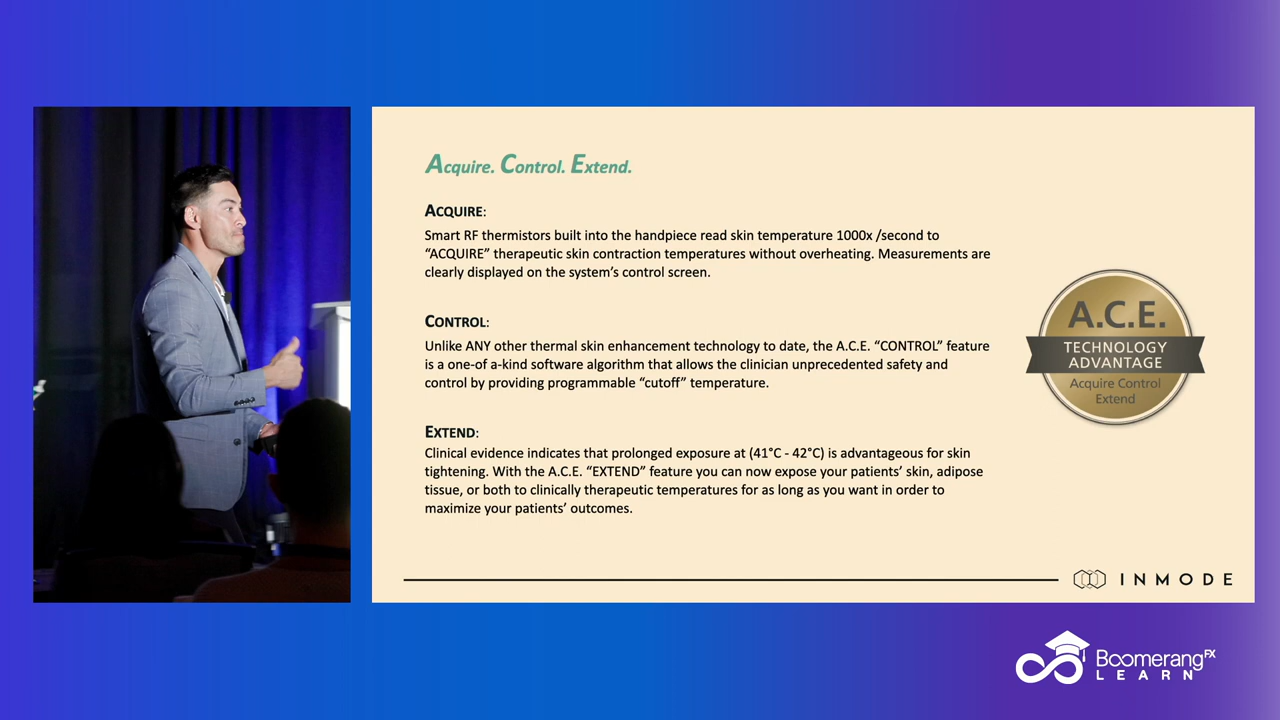 Acquire. Control. Extend.
ACQUIRE:
Smart RF thermistors built into the handpiece read skin temperature 1000x /second to
“ACQUIRE” therapeutic skin contraction temperatures without overheating. Measurements are
clearly displayed on the system’s control screen.
CONTROL:
Unlike ANY other thermal skin enhancement technology to date, the A.C.E. “CONTROL” feature
is a one-of a-kind software algorithm that allows the clinician unprecedented safety and
control by providing programmable “cutoff” temperature.
EXTEND:
Clinical evidence indicates that prolonged exposure at (41°C - 42°C) is advantageous for skin
tightening. With the A.C.E. “EXTEND” feature you can now expose your patients’ skin, adipose
tissue, or both to clinically therapeutic temperatures for as long as you want in order to
maximize your patients’ outcomes.
A.C.E.
TECHNOLOGY
ADVANTAGE
Acquire Control
Extend
INMODE
BoomerangFX
LEARN